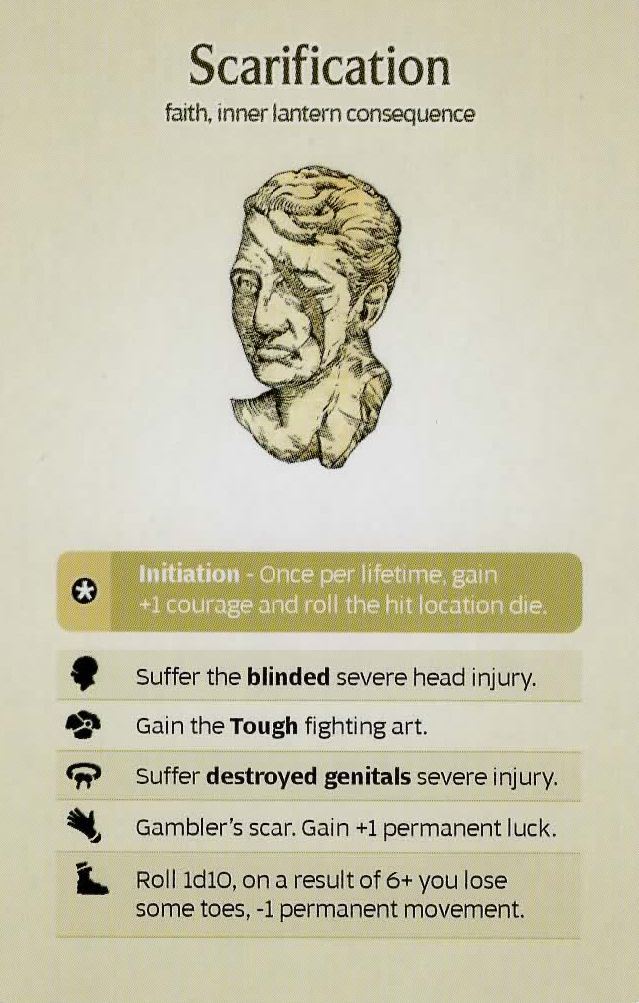 Scarification
faith, inner lantern consequence
Initiation - Once per lifetime, gain
+1 courage and roll the hit location die.
Suffer the blinded severe head injury.
Gain the Tough fighting art.
Suffer destroyed genitals severe injury.
Gambler's scar. Gain +1 permanent luck.
Roll 1d10, on a result of 6+ you lose
some toes, -1 permanent movement.